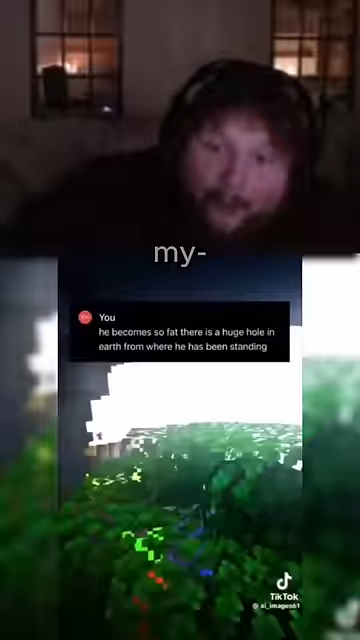 my-
You
he becomes so fat there is a huge hole in
earth from where he has been standing
TikTok
@ai_images61